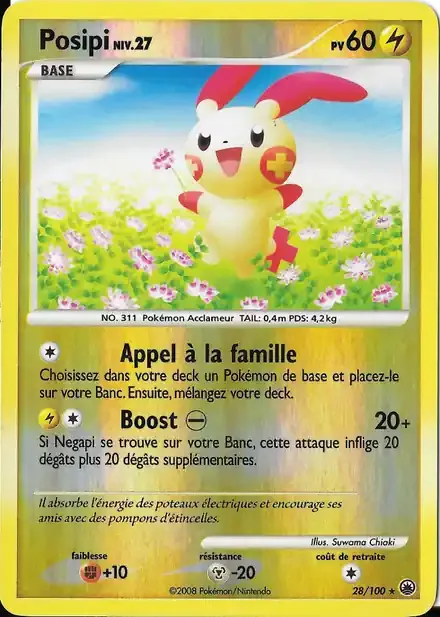 Posipi NIV.27
PV 60
BASE
NO. 311 Pokémon Acclameur TAIL: 0,4m PDS: 4,2kg
Appel à la famille
Choisissez dans votre deck un Pokémon de base et placez-le
sur votre Banc. Ensuite, mélangez votre deck.
Boost 20+
Si Negapi se trouve sur votre Banc, cette attaque inflige 20
dégâts plus 20 dégâts supplémentaires.
Il absorbe l'énergie des poteaux électriques et encourage ses
amis avec des pompons d'étincelles.
Illus. Suwama Chiaki
faiblesse résistance coût de retraite
+10 -20
©2008 Pokémon/Nintendo 28/100 ★